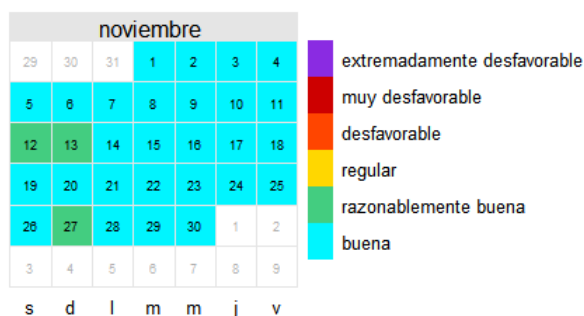 noviembre
29 30 31 1 2 3 4
5 6 7 8 9 10 11
12 13 14 15 16 17 18
19 20 21 22 23 24 25
26 27 28 29 30 1 2
3 4 5 6 7 8 9
s d l m m j v
extremadamente desfavorable
muy desfavorable
desfavorable
regular
razonablemente buena
buena